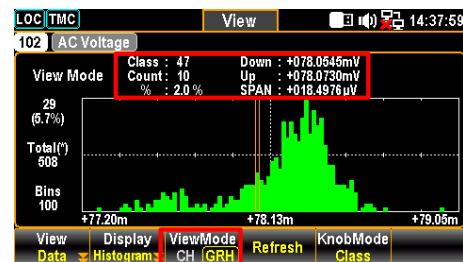 LOC TMC View 14:37:59
102 AC Voltage
View Mode
Class : 47 Down : +078.0545mV
Count : 10 Up : +078.0730mV
% : 2.0 % SPAN : +018.4976µV
29
(5.7%)
Total(*)
508
Bins
100
+77.20m +78.13m +79.05m
View Display ViewMode Refresh KnobMode
Data Histogram CH GRH Class